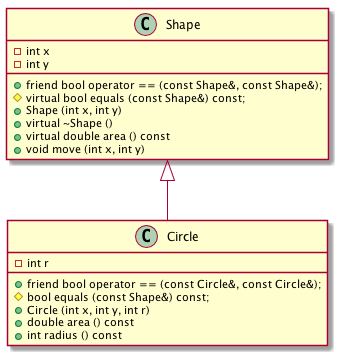 C Shape
int x
int y
friend bool operator == (const Shape&, const Shape&);
virtual bool equals (const Shape&) const;
Shape (int x, int y)
virtual ~Shape ()
virtual double area () const
void move (int x, int y)
C Circle
int r
friend bool operator == (const Circle&, const Circle&);
bool equals (const Shape&) const;
Circle (int x, int y, int r)
double area () const
int radius () const